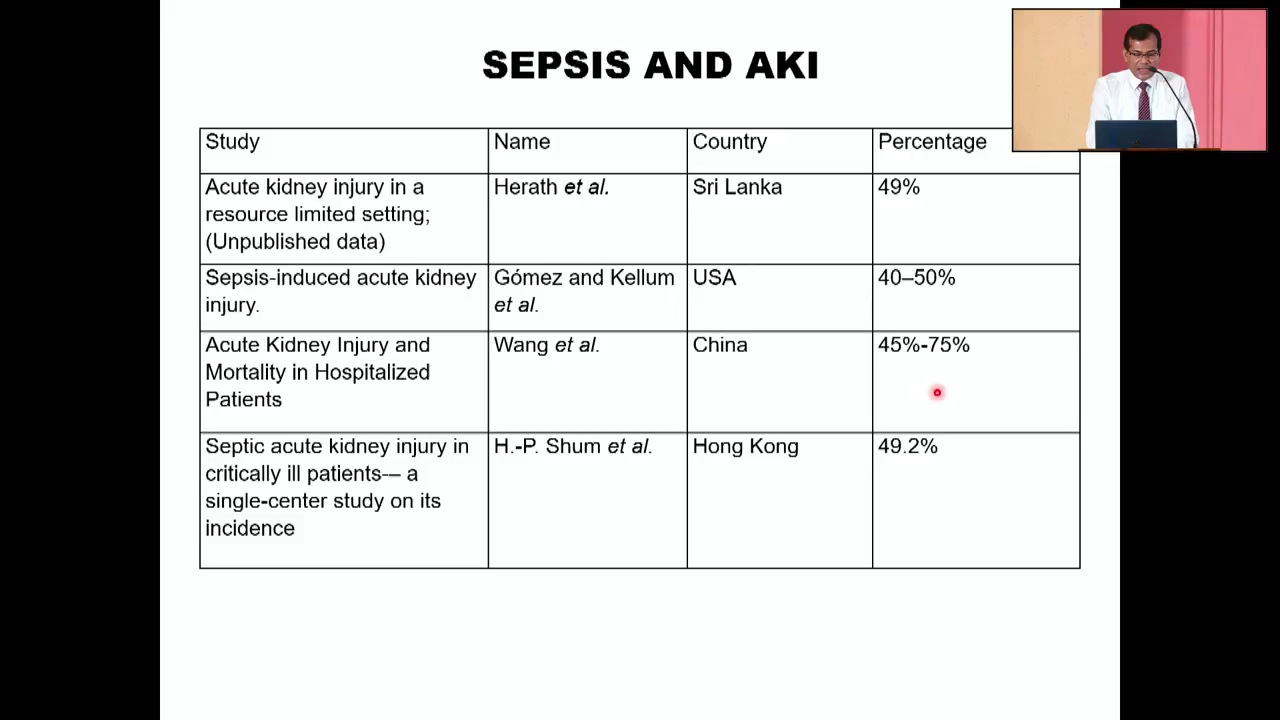 SEPSIS AND AKI
Study Name Country Percentage
Acute kidney injury in a
resource limited setting;
(Unpublished data)
Herath et al.
Sri Lanka
49%
Sepsis-induced acute kidney
injury.
Gómez and Kellum
et al.
USA
40–50%
Acute Kidney Injury and
Mortality in Hospitalized
Patients
Wang et al.
China
45%-75%
Septic acute kidney injury in
critically ill patients-– a
single-center study on its
incidence
H.-P. Shum et al.
Hong Kong
49.2%